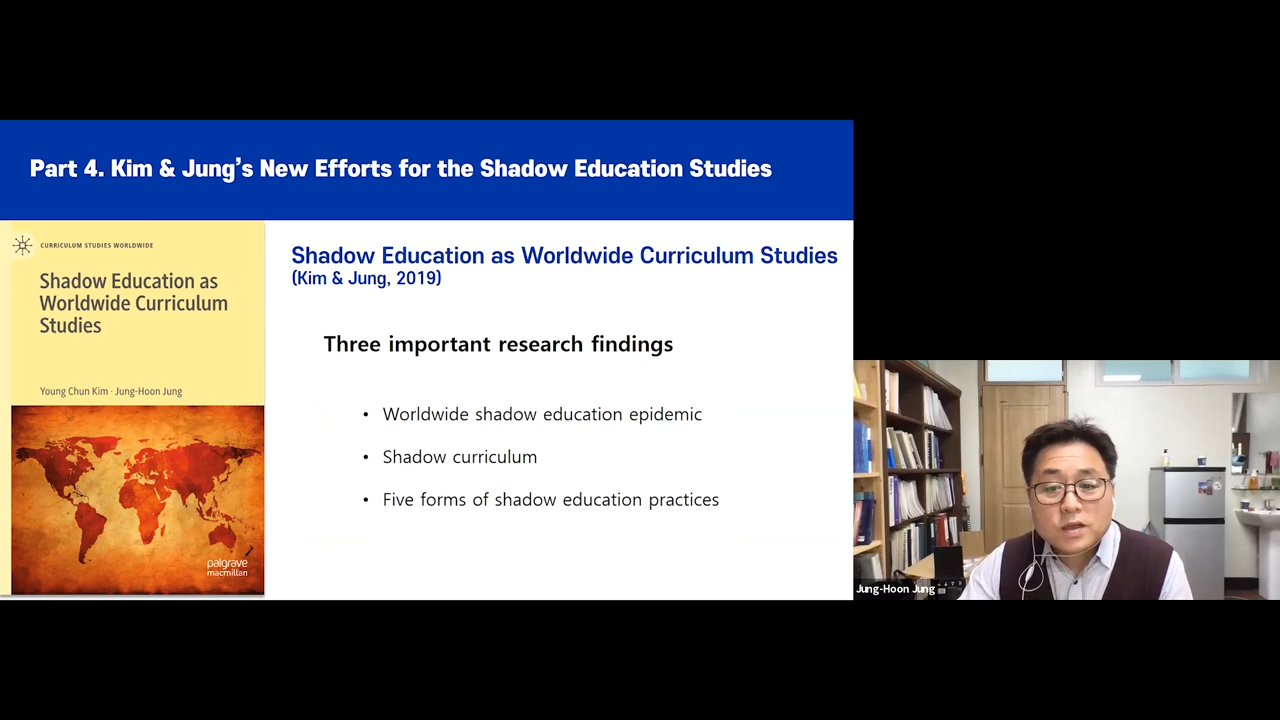 Part 4. Kim & Jung's New Efforts for the Shadow Education Studies
CURRICULUM STUDIES WORLDWIDE
Shadow Education as
Worldwide Curriculum
Studies
Young Chun Kim · Jung-Hoon Jung
palgrave
macmillan
Shadow Education as Worldwide Curriculum Studies
(Kim & Jung, 2019)
Three important research findings
• Worldwide shadow education epidemic
• Shadow curriculum
• Five forms of shadow education practices
Jung-Hoon Jung